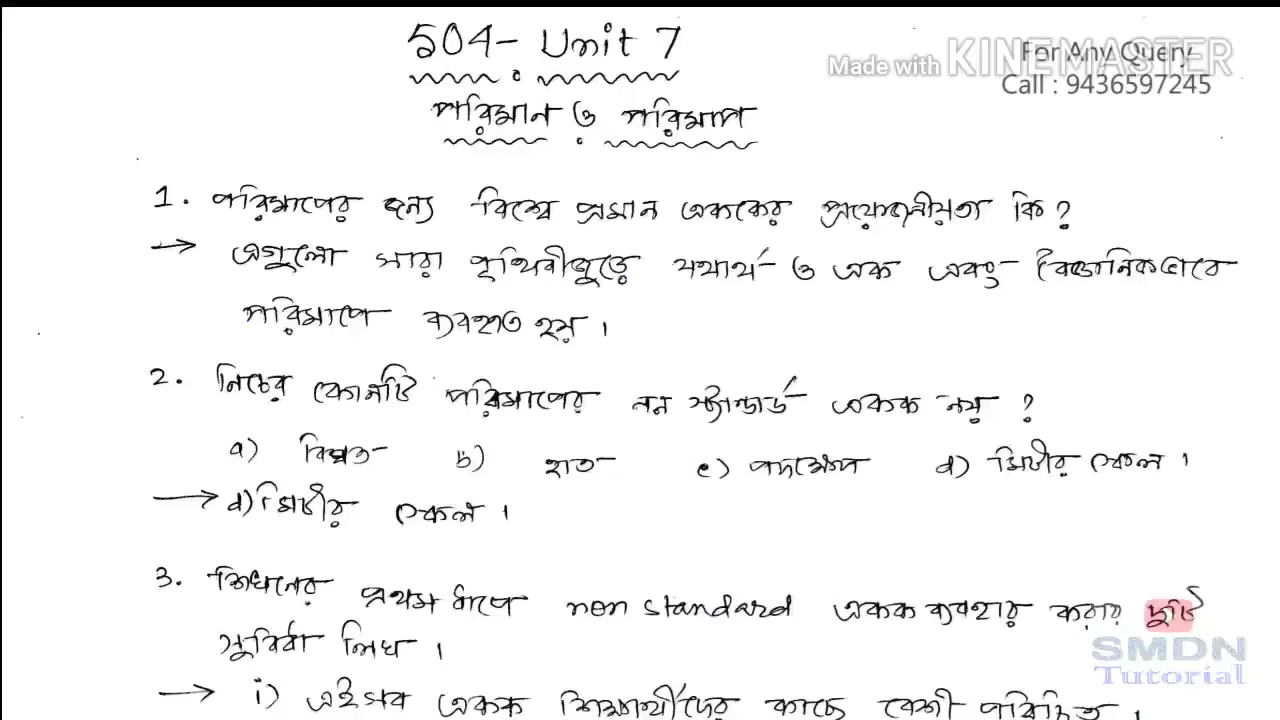 504- Unit 7
Made with KINEMASTER
For Any Query
Call : 9436597245
পরিমান ও পরিমাপ
1. পরিমাপের জন্য বিশ্বে প্রমান এককের প্রয়োজনীয়তা কি?
→ এগুলো সারা পৃথিবীজুড়ে যথার্থ ও এক এবং বৈজ্ঞানিকভাবে
পরিমাপে ব্যবহৃত হয়।
2. নিচের কোনটি পরিমাপের নন স্ট্যান্ডার্ড একক নয়?
a) বিঘত b) হাত c) পদক্ষেপ d) মিটার স্কেল।
→ d) মিটার স্কেল।
3. শিখনের প্রথম ধাপে non standard একক ব্যবহার করার দুটি
সুবিধা লিখ।
→ i) এইসব একক শিক্ষার্থীদের কাছে বেশী পরিচিত।
SMDN
Tutorial